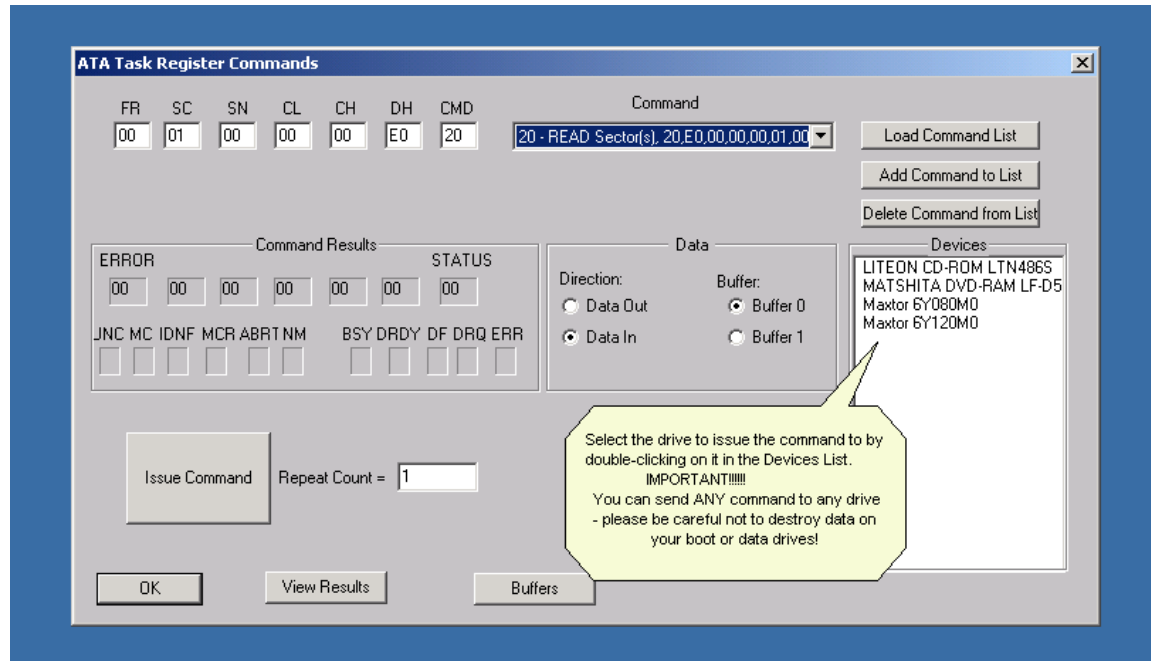 ATA Task Register Commands
FR SC SN CL CH DH CMD Command
00 01 00 00 00 E0 20 20 - READ Sector(s), 20,E0,00,00,00,01,00
Load Command List
Add Command to List
Delete Command from List
Command Results
ERROR STATUS
00 00 00 00 00 00 00
JNC MC IDNF MCR ABRT NM BSY DRDY DF DRQ ERR
Data
Direction: Buffer:
Data Out Buffer 0
Data In Buffer 1
Devices
LITEON CD-ROM LTN486S
MATSHITA DVD-RAM LF-D5
Maxtor 6Y080M0
Maxtor 6Y120M0
Select the drive to issue the command to by
double-clicking on it in the Devices List.
IMPORTANT!!!!!!
You can send ANY command to any drive
- please be careful not to destroy data on
your boot or data drives!
Issue Command Repeat Count = 1
OK View Results Buffers